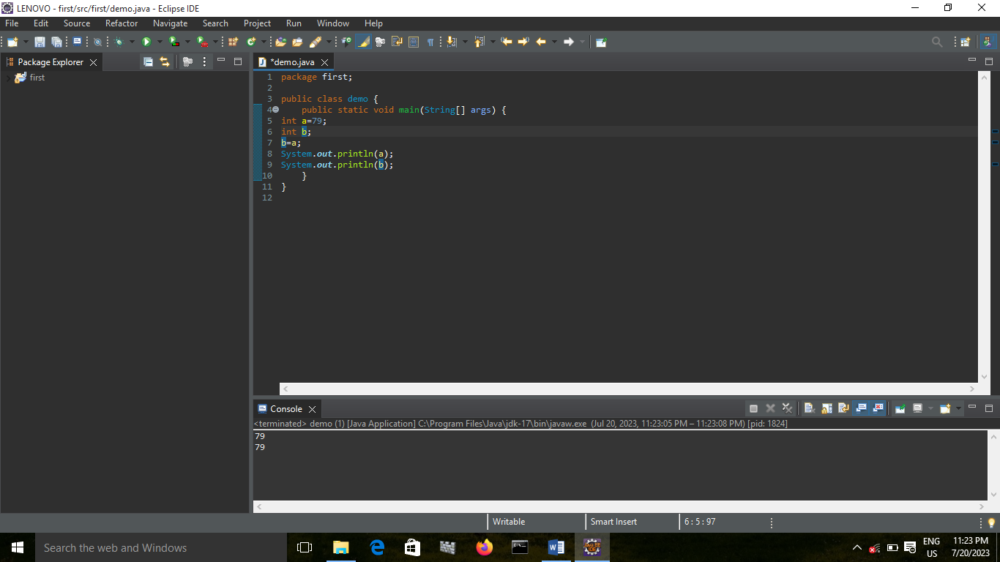 LENOVO - first/src/first/demo.java - Eclipse IDE
File Edit Source Refactor Navigate Search Project Run Window Help
Package Explorer
first
*demo.java
1 package first;
2
3 public class demo {
4 public static void main(String[] args) {
5 int a=79;
6 int b;
7 b=a;
8 System.out.println(a);
9 System.out.println(b);
10 }
11 }
12
Console
<terminated> demo (1) [Java Application] C:\Program Files\Java\jdk-17\bin\javaw.exe (Jul 20, 2023, 11:23:05 PM – 11:23:08 PM) [pid: 1824]
79
79
Writable Smart Insert 6 : 5 : 97
Search the web and Windows
ENG 11:23 PM
US 7/20/2023